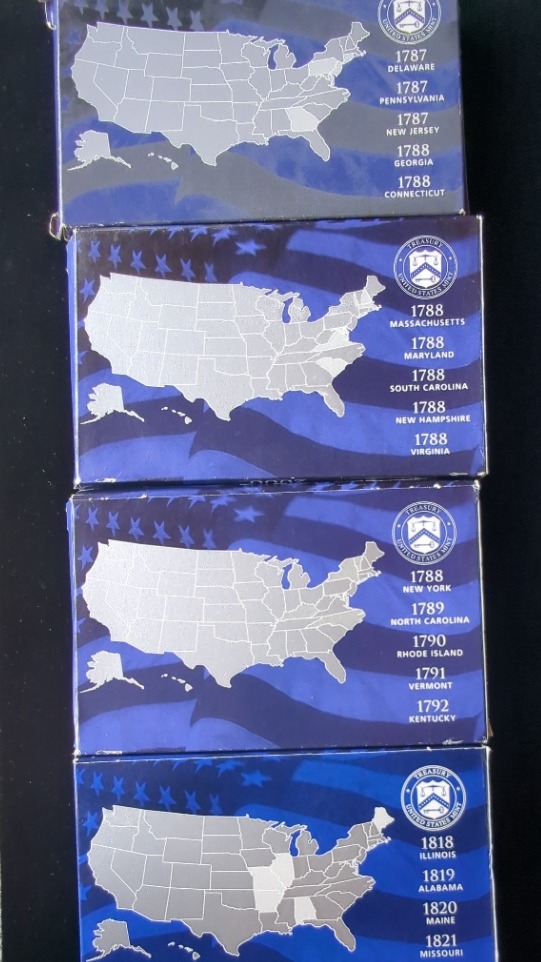 UNITED STATES MINT
1787
DELAWARE
1787
PENNSYLVANIA
1787
NEW JERSEY
1788
GEORGIA
1788
CONNECTICUT
TREASURY
UNITED STATES MINT
1788
MASSACHUSETTS
1788
MARYLAND
1788
SOUTH CAROLINA
1788
NEW HAMPSHIRE
1788
VIRGINIA
TREASURY
UNITED STATES MINT
1788
NEW YORK
1789
NORTH CAROLINA
1790
RHODE ISLAND
1791
VERMONT
1792
KENTUCKY
TREASURY
UNITED STATES MINT
1818
ILLINOIS
1819
ALABAMA
1820
MAINE
1821
MISSOURI